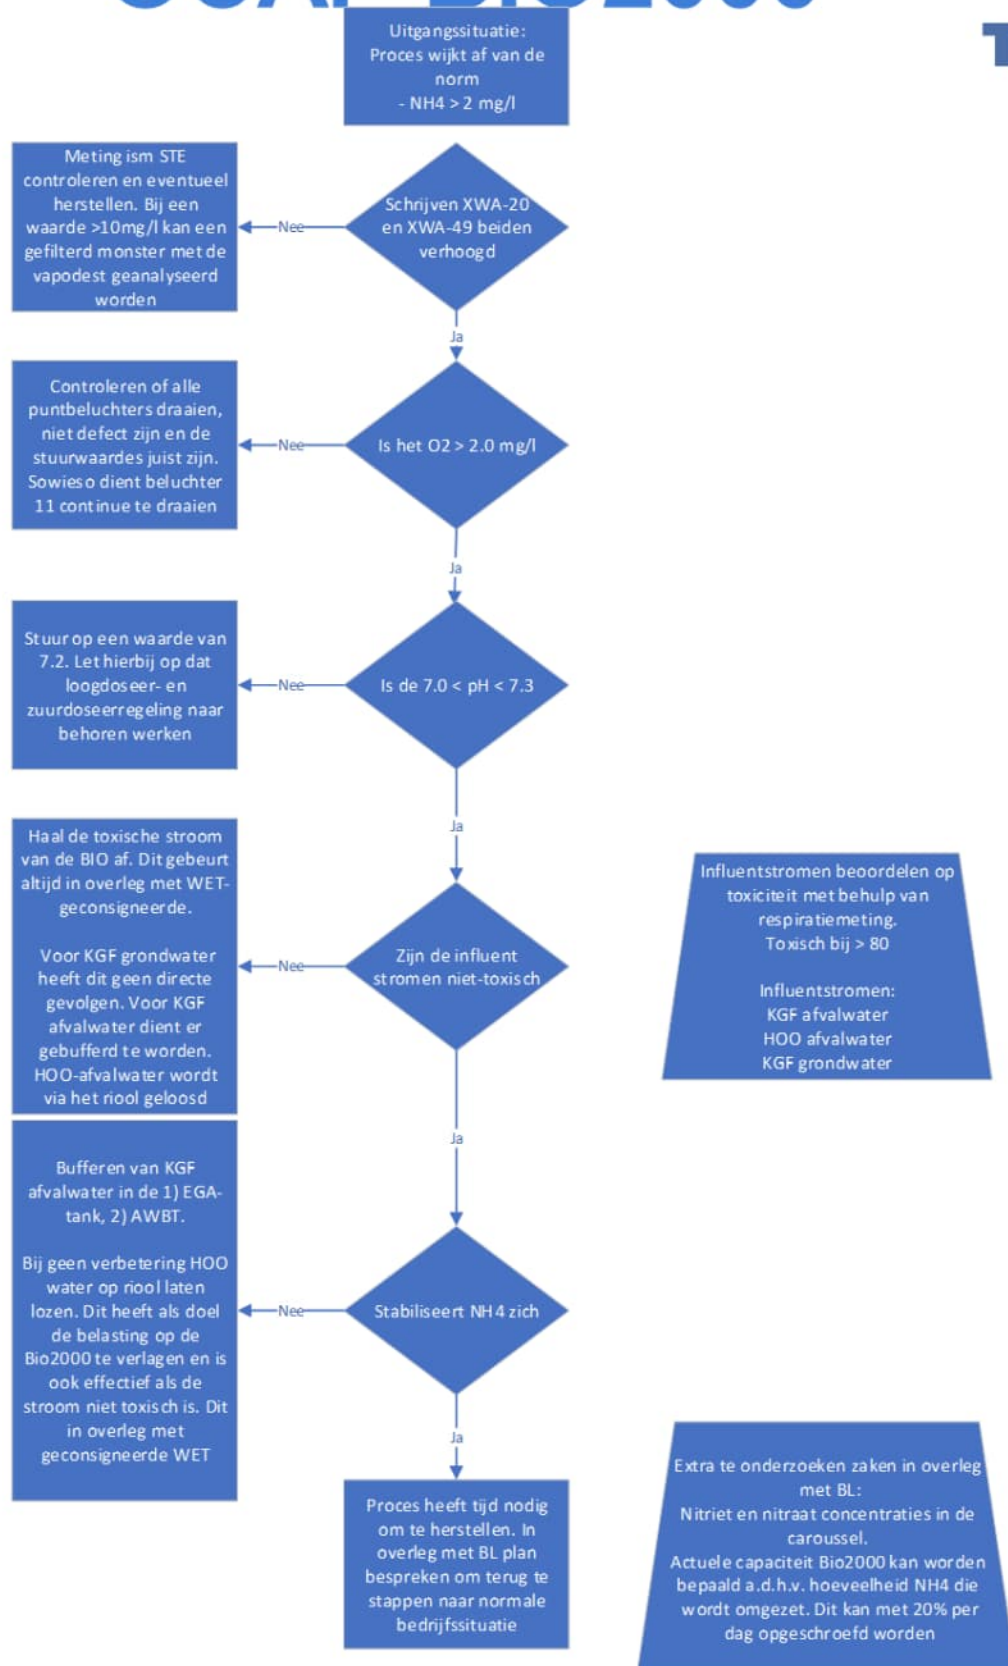 Uitgangssituatie:
Proces wijkt af van de
norm
- NH4 > 2 mg/l
Meting ism STE
controleren en eventueel
herstellen. Bij een
waarde >10mg/l kan een
gefilterd monster met de
vapodest geanalyseerd
worden
Nee
Schrijven XWA-20
en XWA-49 beiden
verhoogd
Ja
Controleren of alle
puntbeluchters draaien,
niet defect zijn en de
stuurwaardes juist zijn.
Sowieso dient beluchter
11 continue te draaien
Nee
Is het O2 > 2.0 mg/l
Ja
Stuur op een waarde van
7.2. Let hierbij op dat
loogdoseer- en
zuurdoseerregeling naar
behoren werken
Nee
Is de 7.0 < pH < 7.3
Ja
Haal de toxische stroom
van de BIO af. Dit gebeurt
altijd in overleg met WET-
geconsigneerde.
Voor KGF grondwater
heeft dit geen directe
gevolgen. Voor KGF
afvalwater dient er
gebufferd te worden.
HOO-afvalwater wordt
via het riool geloosd
Nee
Zijn de influent
stromen niet-toxisch
Influentstromen beoordelen op
toxiciteit met behulp van
respiratiemeting.
Toxisch bij > 80
Influentstromen:
KGF afvalwater
HOO afvalwater
KGF grondwater
Ja
Bufferen van KGF
afvalwater in de 1) EGA-
tank, 2) AWBT.
Bij geen verbetering HOO
water op riool laten
lozen. Dit heeft als doel
de belasting op de
Bio2000 te verlagen en is
ook effectief als de
stroom niet toxisch is. Dit
in overleg met
geconsigneerde WET
Nee
Stabiliseert NH4 zich
Ja
Proces heeft tijd nodig
om te herstellen. In
overleg met BL plan
bespreken om terug te
stappen naar normale
bedrijfssituatie
Extra te onderzoeken zaken in overleg
met BL:
Nitriet en nitraat concentraties in de
caroussel.
Actuele capaciteit Bio2000 kan worden
bepaald a.d.h.v. hoeveelheid NH4 die
wordt omgezet. Dit kan met 20% per
dag opgeschroefd worden